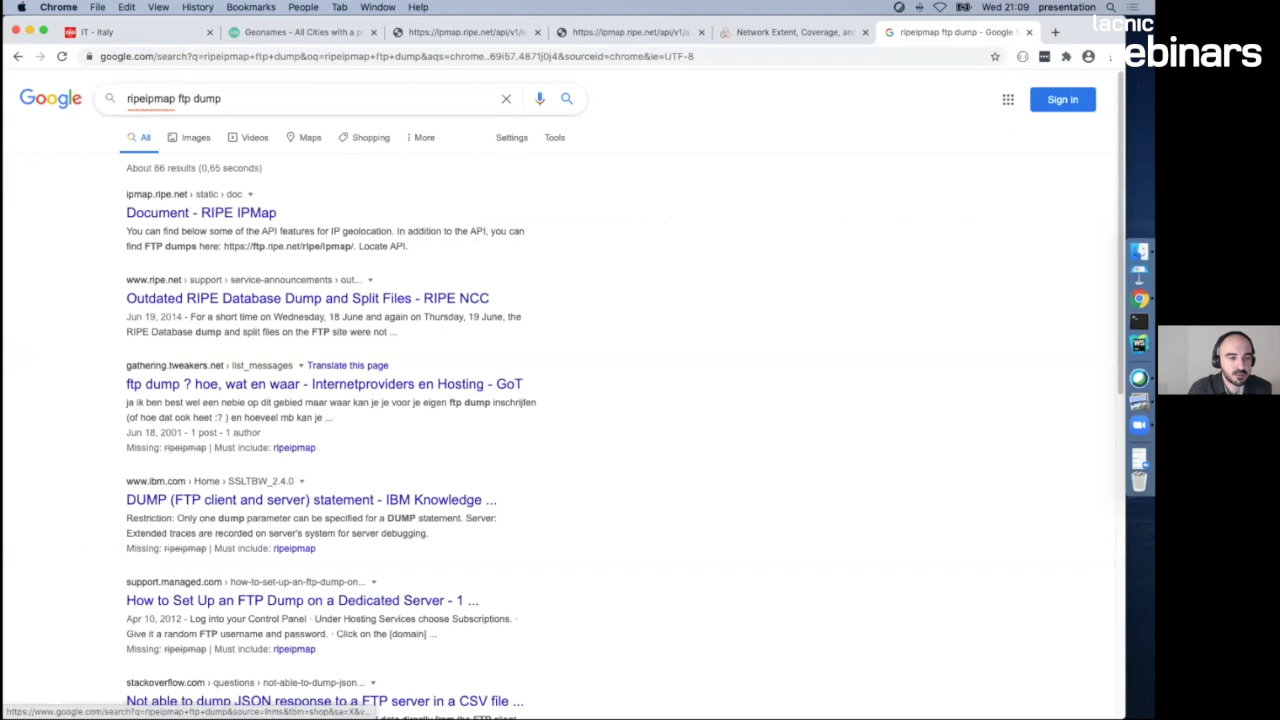 Chrome File Edit View History Bookmarks People Tab Window Help Wed 21:09 presentation
lacnic
webinars
IT - Italy
Geonames - All Cities with a p
https://ipmap.ripe.net/api/v1/lo
https://ipmap.ripe.net/api/v1/a
Network Extent, Coverage, an
ripeipmap ftp dump - Google S
google.com/search?q=ripeipmap+ftp+dump&oq=ripeipmap+ftp+dump&aqs=chrome..69i57.4871j0j4&sourceid=chrome&ie=UTF-8
Google
ripeipmap ftp dump
Sign in
All Images Videos Maps Shopping More Settings Tools
About 66 results (0,65 seconds)
ipmap.ripe.net › static › doc
Document - RIPE IPMap
You can find below some of the API features for IP geolocation. In addition to the API, you can
find FTP dumps here: https://ftp.ripe.net/ripe/ipmap/. Locate API.
www.ripe.net › support › service-announcements › out...
Outdated RIPE Database Dump and Split Files - RIPE NCC
Jun 19, 2014 - For a short time on Wednesday, 18 June and again on Thursday, 19 June, the
RIPE Database dump and split files on the FTP site were not ...
gathering.tweakers.net › list_messages Translate this page
ftp dump ? hoe, wat en waar - Internetproviders en Hosting - GoT
ja ik ben best wel een nebie op dit gebied maar waar kan je je voor je eigen ftp dump inschrijfen
(of hoe dat ook heet :? ) en hoeveel mb kan je ...
Jun 18, 2001 - 1 post - 1 author
Missing: ripeipmap | Must include: ripeipmap
www.ibm.com › Home › SSLTBW_2.4.0
DUMP (FTP client and server) statement - IBM Knowledge ...
Restriction: Only one dump parameter can be specified for a DUMP statement. Server:
Extended traces are recorded on server's system for server debugging.
Missing: ripeipmap | Must include: ripeipmap
support.managed.com › how-to-set-up-an-ftp-dump-on...
How to Set Up an FTP Dump on a Dedicated Server - 1 ...
Apr 10, 2012 - Log into your Control Panel · Under Hosting Services choose Subscriptions. ·
Give it a random FTP username and password. · Click on the [domain] ...
Missing: ripeipmap | Must include: ripeipmap
stackoverflow.com › questions › not-able-to-dump-json...
Not able to dump JSON response to a FTP server in a CSV file ...
https://www.google.com/search?q=ripeipmap+ftp+dump&source=lnms&tbm=shop&sa=X&v...